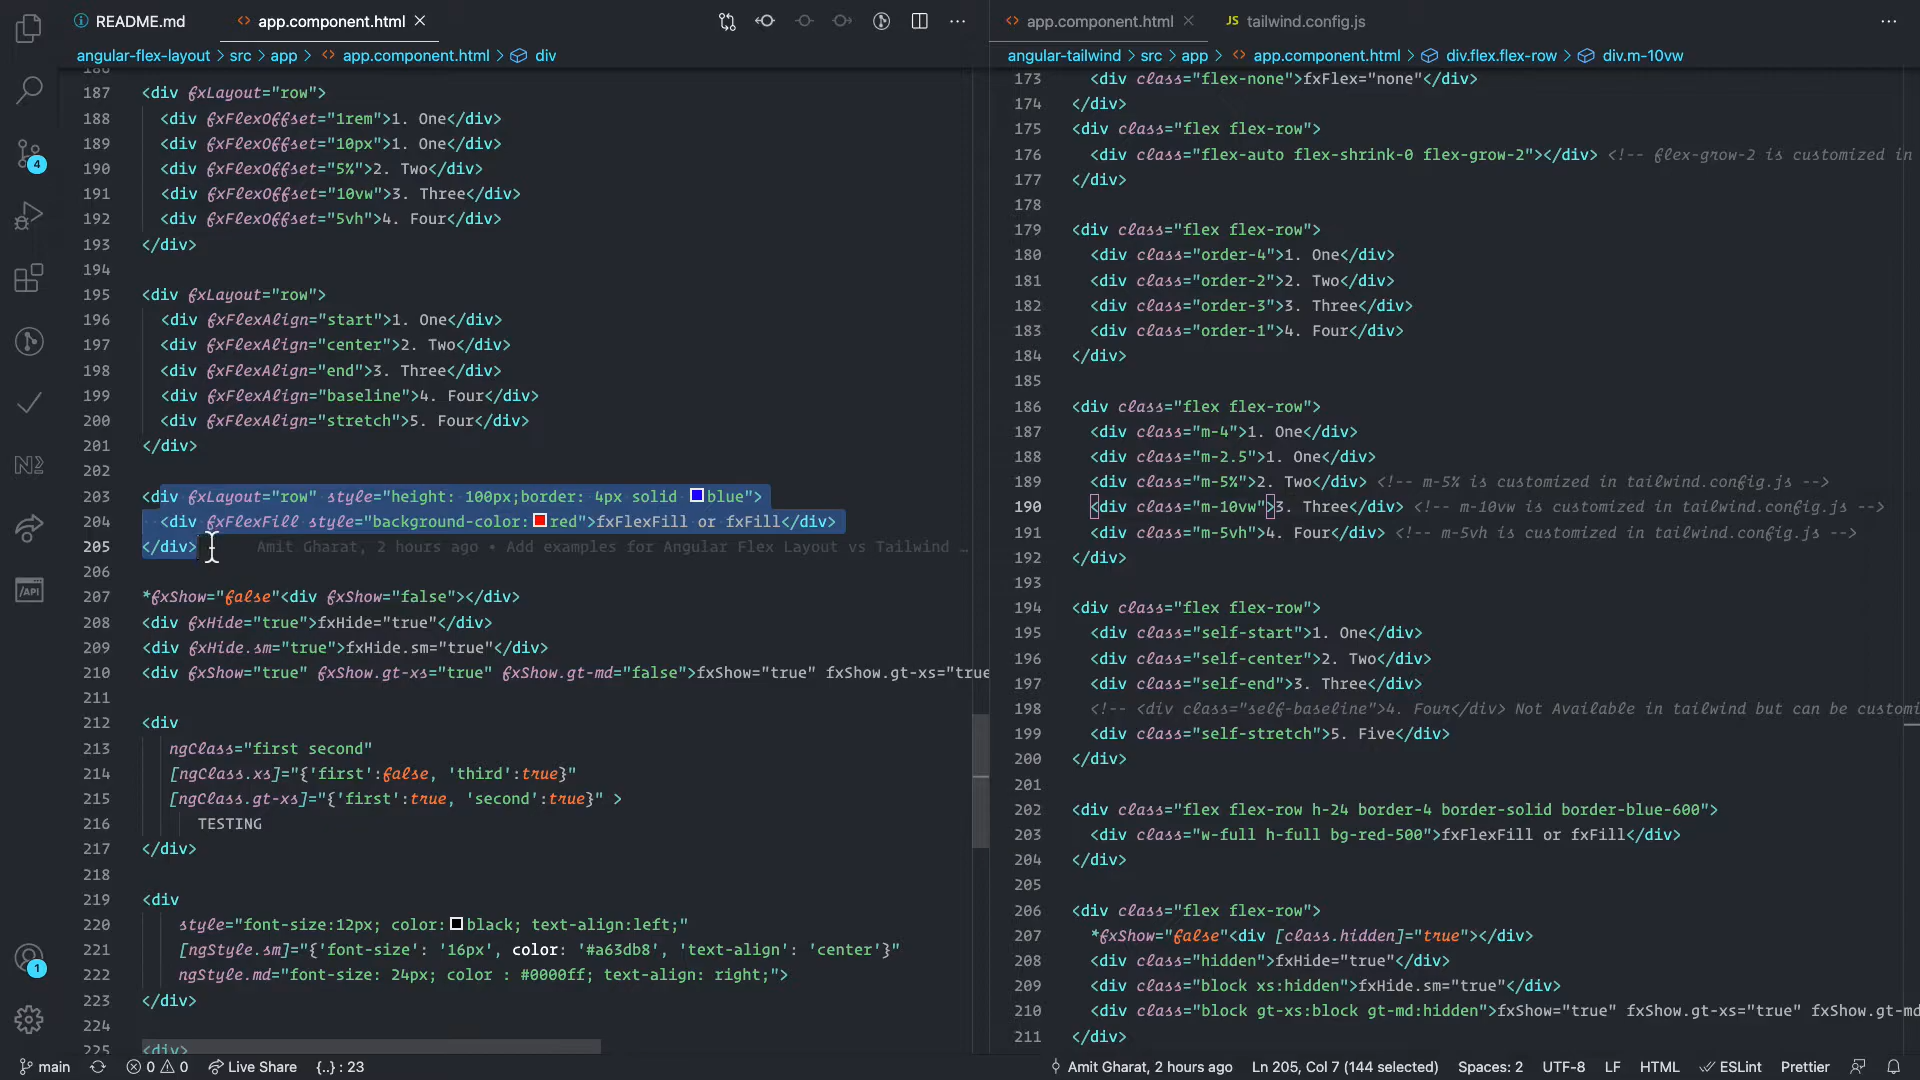 README.md
app.component.html
app.component.html
JS tailwind.config.js
angular-flex-layout > src > app > app.component.html > div
angular-tailwind > src > app > app.component.html > div.flex.flex-row > div.m-10vw
187 <div fxLayout="row">
188 <div fxFlexOffset="1rem">1. One</div>
189 <div fxFlexOffset="10px">1. One</div>
190 <div fxFlexOffset="5%">2. Two</div>
191 <div fxFlexOffset="10vw">3. Three</div>
192 <div fxFlexOffset="5vh">4. Four</div>
193 </div>
194
195 <div fxLayout="row">
196 <div fxFlexAlign="start">1. One</div>
197 <div fxFlexAlign="center">2. Two</div>
198 <div fxFlexAlign="end">3. Three</div>
199 <div fxFlexAlign="baseline">4. Four</div>
200 <div fxFlexAlign="stretch">5. Four</div>
201 </div>
202
203 <div fxLayout="row" style="height: 100px;border: 4px solid blue">
204 <div fxFlexFill style="background-color: red">fxFlexFill or fxFill</div>
205 </div> Amit Gharat, 2 hours ago • Add examples for Angular Flex Layout vs Tailwind …
206
207 *fxShow="false"<div fxShow="false"></div>
208 <div fxHide="true">fxHide="true"</div>
209 <div fxHide.sm="true">fxHide.sm="true"</div>
210 <div fxShow="true" fxShow.gt-xs="true" fxShow.gt-md="false">fxShow="true" fxShow.gt-xs="true
211
212 <div
213 ngClass="first second"
214 [ngClass.xs]="{'first':false, 'third':true}"
215 [ngClass.gt-xs]="{'first':true, 'second':true}" >
216 TESTING
217 </div>
218
219 <div
220 style="font-size:12px; color: black; text-align:left;"
221 [ngStyle.sm]="{'font-size': '16px', color: '#a63db8', 'text-align': 'center'}"
222 ngStyle.md="font-size: 24px; color : #0000ff; text-align: right;">
223 </div>
224
225 <div>
173 <div class="flex-none">fxFlex="none"</div>
174 </div>
175 <div class="flex flex-row">
176 <div class="flex-auto flex-shrink-0 flex-grow-2"></div> <!-- flex-grow-2 is customized in
177 </div>
178
179 <div class="flex flex-row">
180 <div class="order-4">1. One</div>
181 <div class="order-2">2. Two</div>
182 <div class="order-3">3. Three</div>
183 <div class="order-1">4. Four</div>
184 </div>
185
186 <div class="flex flex-row">
187 <div class="m-4">1. One</div>
188 <div class="m-2.5">1. One</div>
189 <div class="m-5%">2. Two</div> <!-- m-5% is customized in tailwind.config.js -->
190 <div class="m-10vw">3. Three</div> <!-- m-10vw is customized in tailwind.config.js -->
191 <div class="m-5vh">4. Four</div> <!-- m-5vh is customized in tailwind.config.js -->
192 </div>
193
194 <div class="flex flex-row">
195 <div class="self-start">1. One</div>
196 <div class="self-center">2. Two</div>
197 <div class="self-end">3. Three</div>
198 <!-- <div class="self-baseline">4. Four</div> Not Available in tailwind but can be customi
199 <div class="self-stretch">5. Five</div>
200 </div>
201
202 <div class="flex flex-row h-24 border-4 border-solid border-blue-600">
203 <div class="w-full h-full bg-red-500">fxFlexFill or fxFill</div>
204 </div>
205
206 <div class="flex flex-row">
207 *fxShow="false"<div [class.hidden]="true"></div>
208 <div class="hidden">fxHide="true"</div>
209 <div class="block xs:hidden">fxHide.sm="true"</div>
210 <div class="block gt-xs:block gt-md:hidden">fxShow="true" fxShow.gt-xs="true" fxShow.gt-md
211 </div>
4
1
/API
main 0 0 Live Share {..} : 23 Amit Gharat, 2 hours ago Ln 205, Col 7 (144 selected) Spaces: 2 UTF-8 LF HTML ESLint Prettier